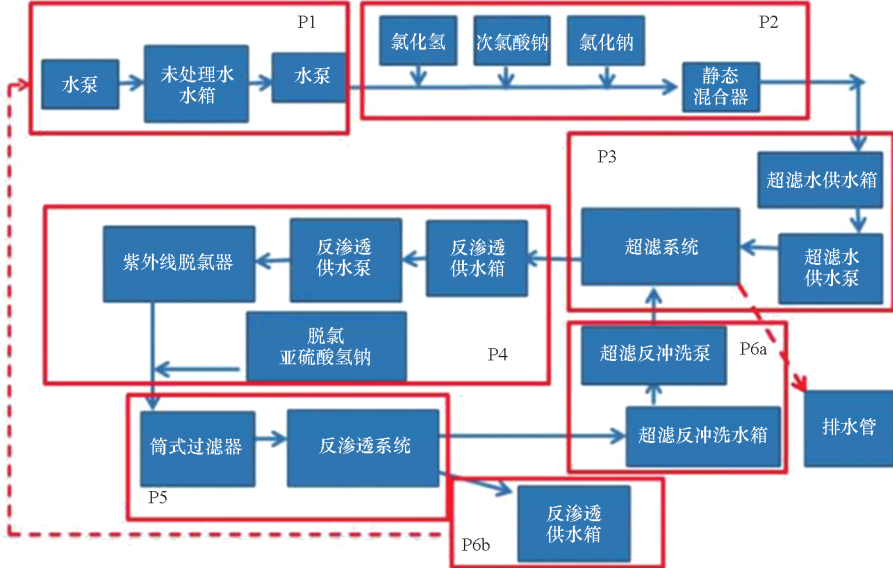 P1
水泵
未处理水
水箱
水泵
P2
氯化氢
次氯酸钠
氯化钠
静态
混合器
P3
超滤水供水箱
超滤系统
超滤水
供水泵
P4
紫外线脱氯器
反渗透
供水泵
反渗透
供水箱
脱氯
亚硫酸氢钠
P6a
超滤反冲洗泵
超滤反冲洗水箱
排水管
P5
筒式过滤器
反渗透系统
P6b
反渗透
供水箱